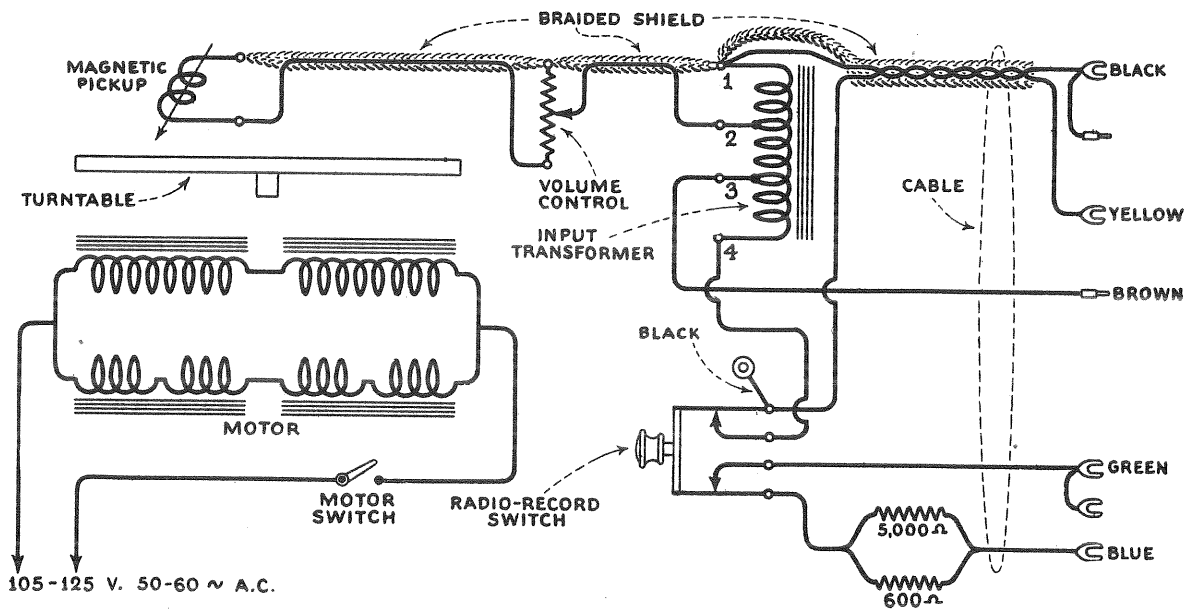 BRAIDED SHIELD
MAGNETIC
PICKUP
1
BLACK
2
TURNTABLE
VOLUME
CONTROL
3
CABLE
YELLOW
INPUT
TRANSFORMER
4
BROWN
BLACK
MOTOR
RADIO-RECORD
SWITCH
MOTOR
SWITCH
GREEN
5,000Ω
BLUE
600Ω
105-125 V. 50-60 ~ A.C.